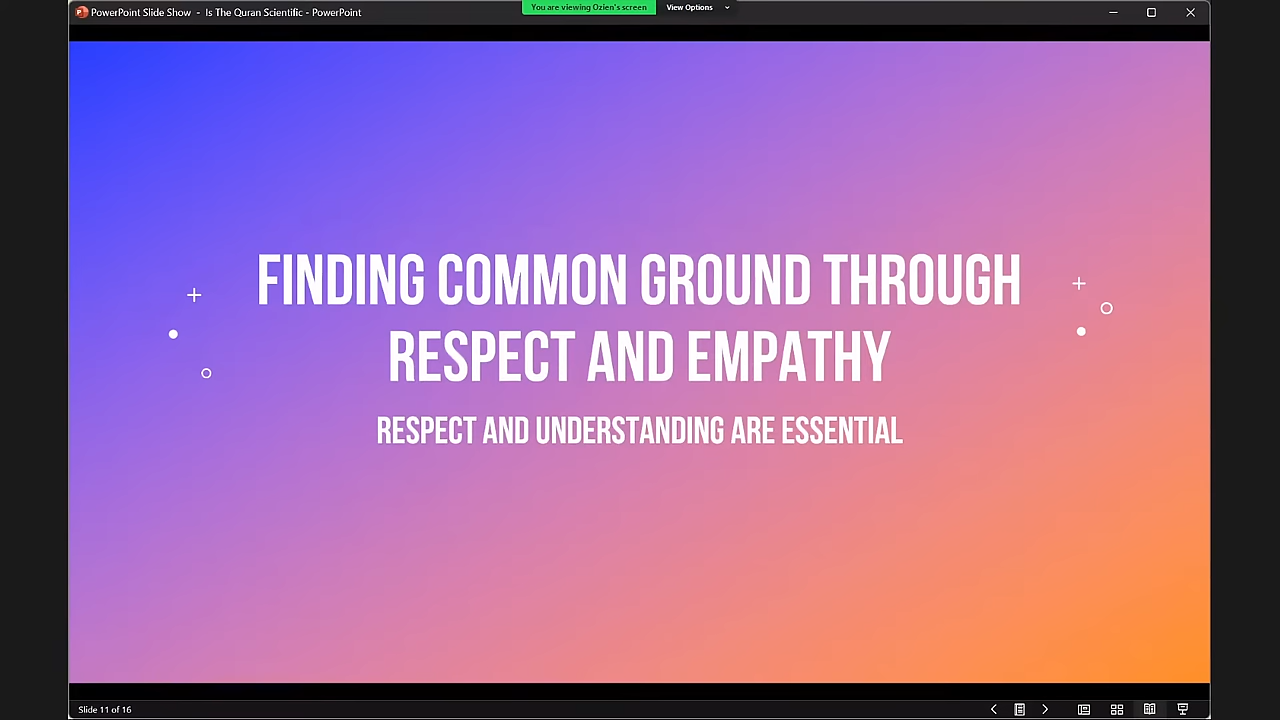 PowerPoint Slide Show - Is The Quran Scientific - PowerPoint
You are viewing Ozien's screen
View Options
FINDING COMMON GROUND THROUGH
RESPECT AND EMPATHY
RESPECT AND UNDERSTANDING ARE ESSENTIAL
Slide 11 of 16